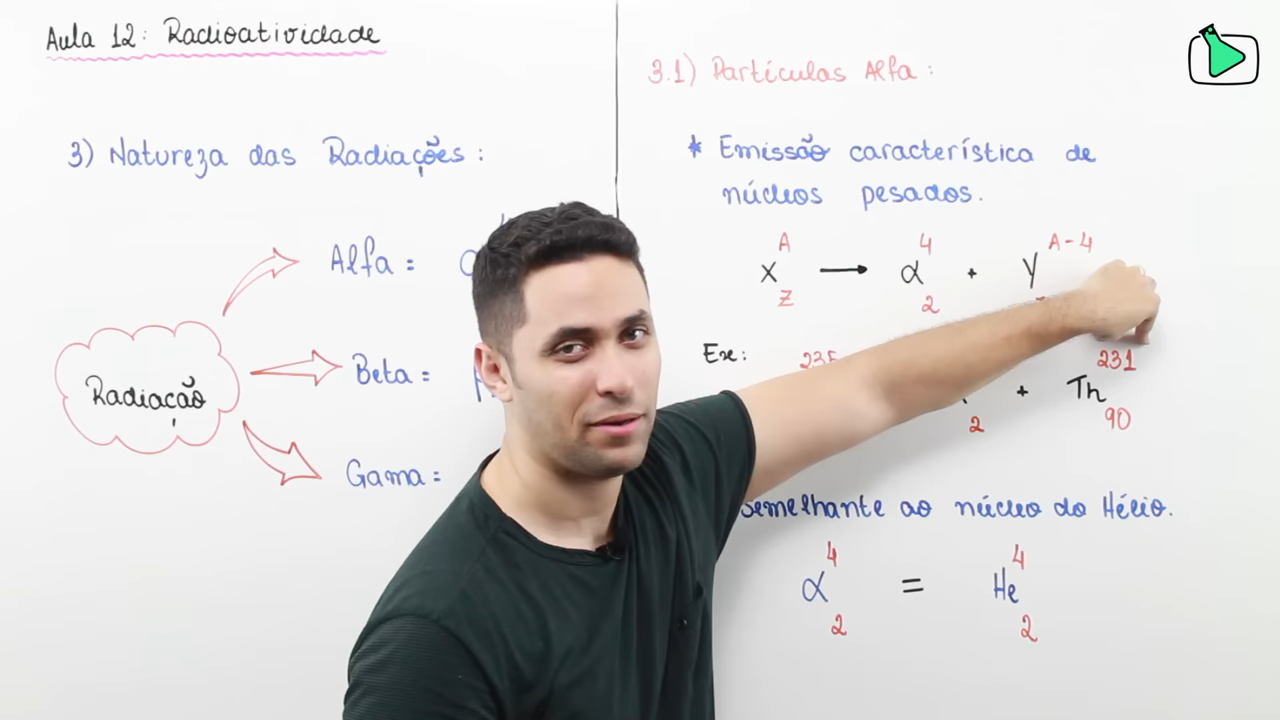 Aula 12: Radioatividade
3) Natureza das Radiações:
Radiação
Alfa =
Beta =
Gama =
3.1) Partículas Alfa:
* Emissão característica de
núcleos pesados.
X A Z → α 4 2 + Y A-4
Ex: 235
2 + Th 231 90
semelhante ao núcleo do Hélio.
α 4 2 = He 4 2